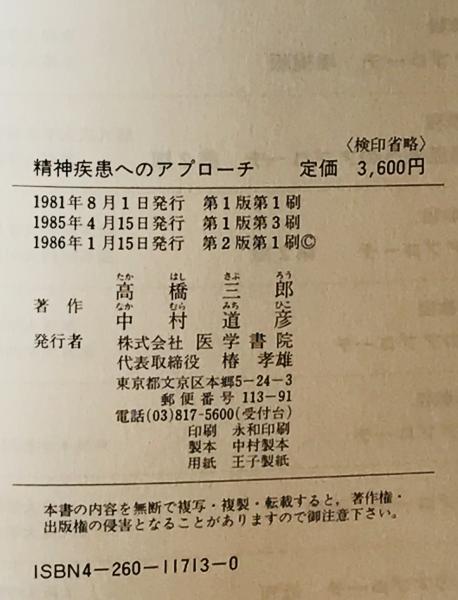 〈検印省略〉
精神疾患へのアプローチ 定価 3,600円
1981年8月1日発行 第1版第1刷
1985年4月15日発行 第1版第3刷
1986年1月15日発行 第2版第1刷©
たか はし さぶ ろう
著作 高橋三郎
なか むら みち ひこ
中村道彦
発行者 株式会社 医学書院
代表取締役 椿 孝雄
東京都文京区本郷5-24-3
郵便番号 113-91
電話(03)817-5600(受付台)
印刷 永和印刷
製本 中村製本
用紙 王子製紙
本書の内容を無断で複写・複製・転載すると,著作権・
出版権の侵害となることがありますので御注意下さい。
ISBN4-260-11713-0